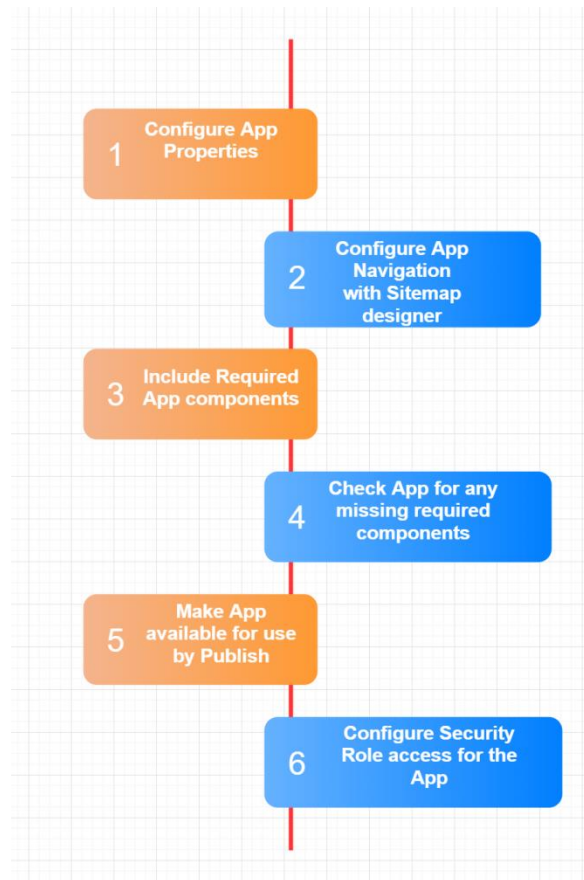 1
Configure App
Properties
2
Configure App
Navigation
with Sitemap
designer
3
Include Required
App components
4
Check App for any
missing required
components
5
Make App
available for use
by Publish
6
Configure Security
Role access for the
App